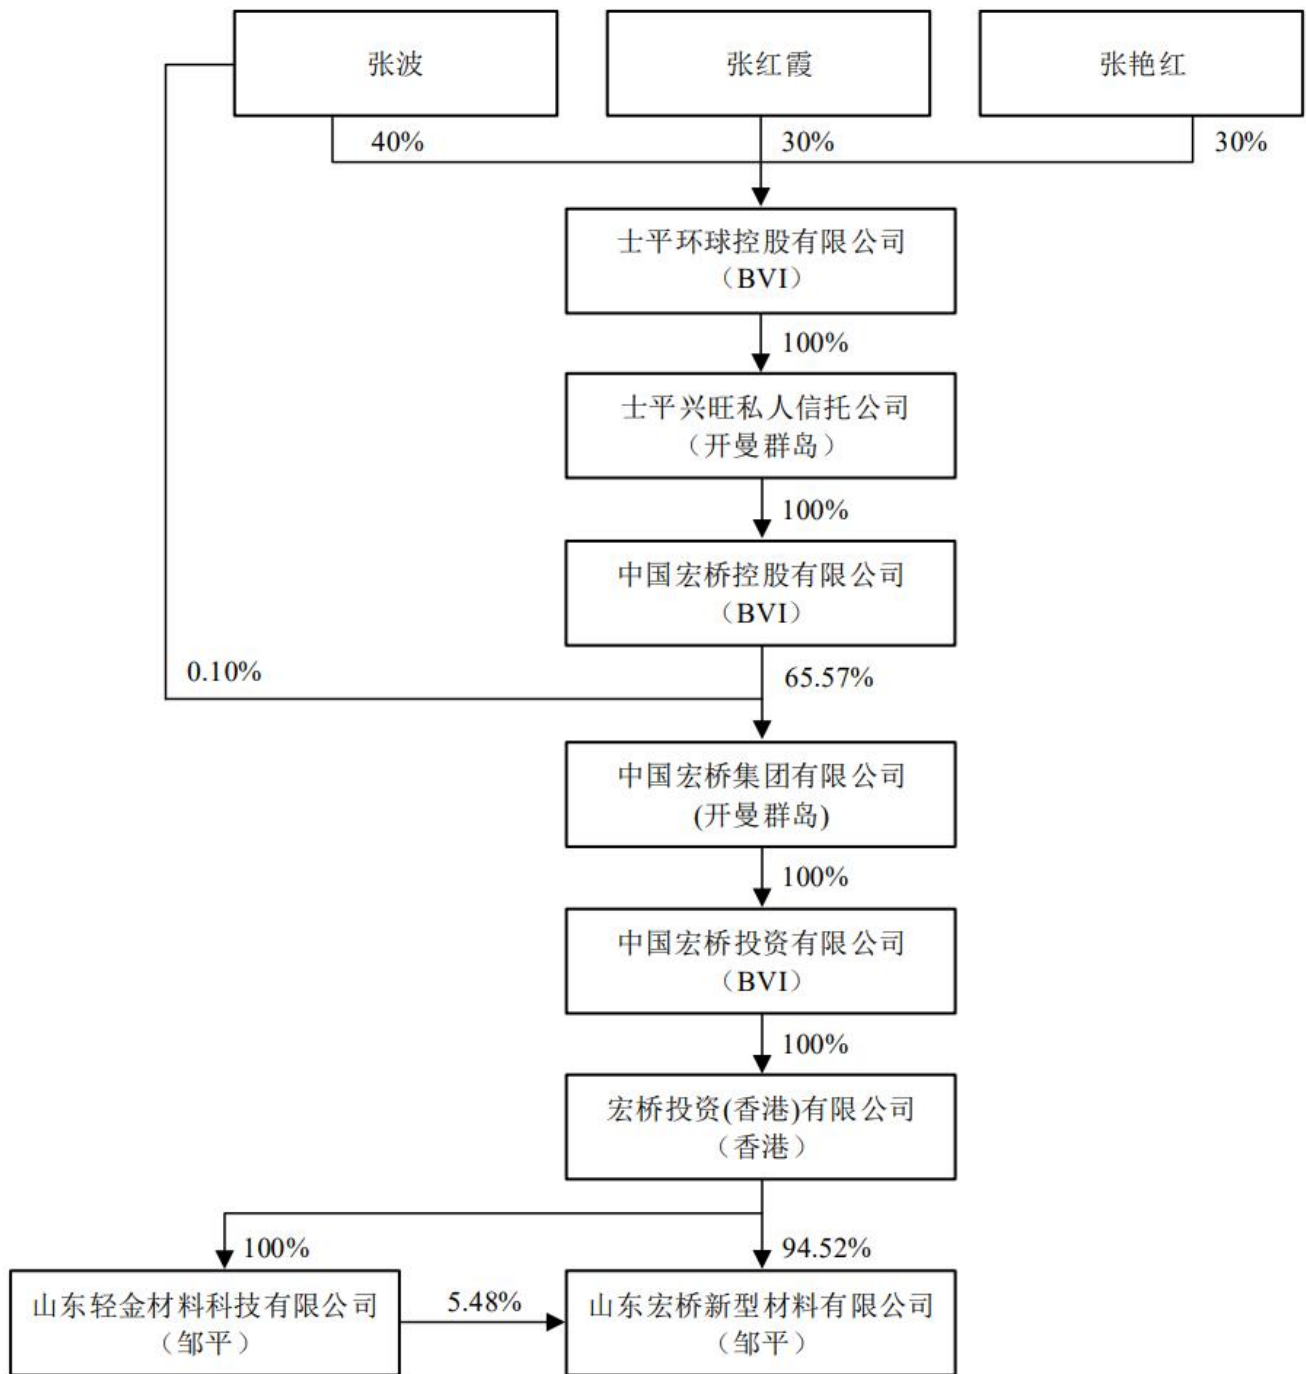 张波
张红霞
张艳红
40%
30%
30%
士平环球控股有限公司
（BVI）
100%
士平兴旺私人信托公司
（开曼群岛）
100%
中国宏桥控股有限公司
（BVI）
0.10%
65.57%
中国宏桥集团有限公司
(开曼群岛)
100%
中国宏桥投资有限公司
（BVI）
100%
宏桥投资(香港)有限公司
（香港）
100%
94.52%
山东轻金材料科技有限公司
（邹平）
5.48%
山东宏桥新型材料有限公司
（邹平）